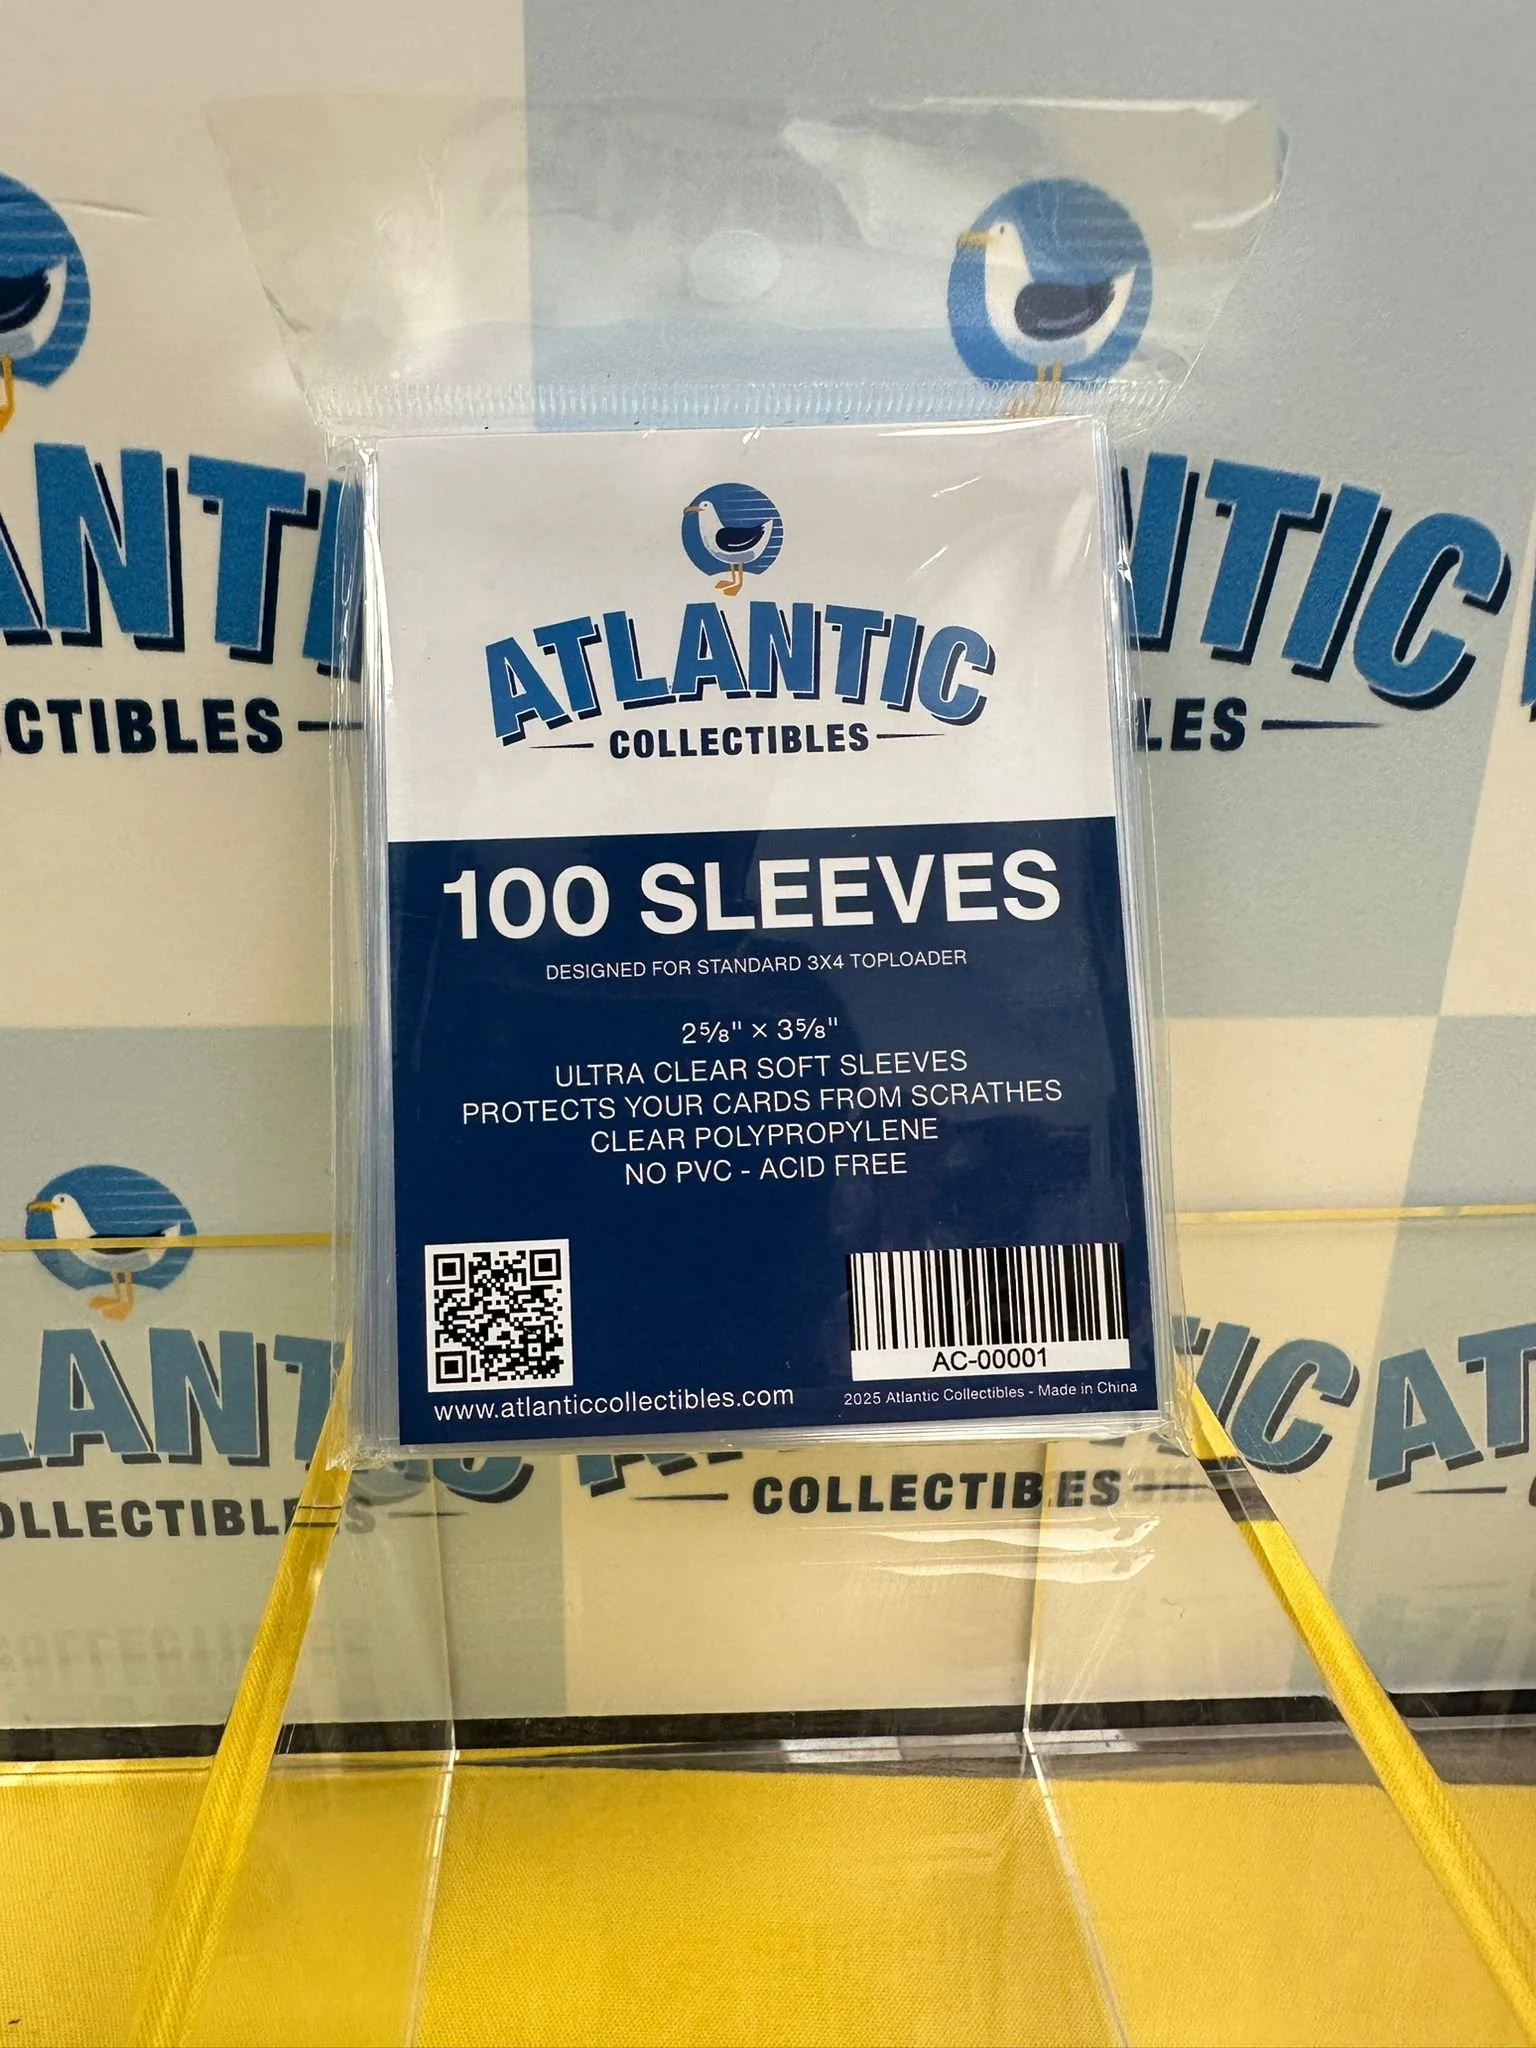 ATLANTIC
COLLECTIBLES
100 SLEEVES
DESIGNED FOR STANDARD 3X4 TOPLOADER
2⅝" × 3⅝"
ULTRA CLEAR SOFT SLEEVES
PROTECTS YOUR CARDS FROM SCRATHES
CLEAR POLYPROPYLENE
NO PVC - ACID FREE
AC-00001
www.atlanticcollectibles.com
2025 Atlantic Collectibles - Made in China
COLLECTIBLES